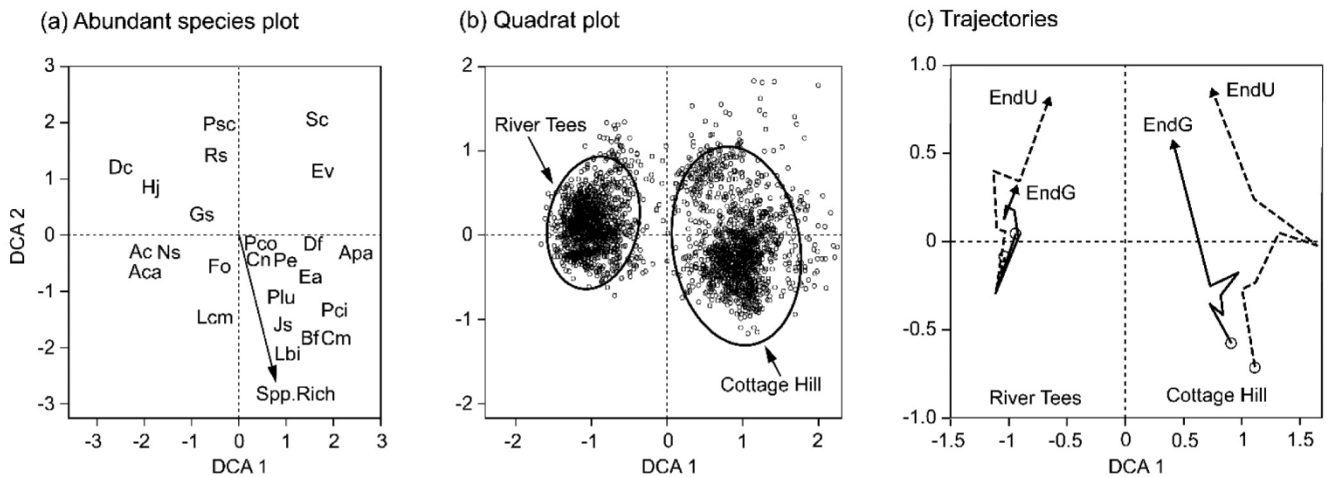 (a) Abundant species plot
3
2
1
0
-1
-2
-3
DCA 2
-3 -2 -1 0 1 2 3
DCA 1
Psc
Sc
Rs
Dc
Ev
Hj
Gs
Pco
Df
Ac Ns
Cn
Pe
Apa
Aca
Fo
Ea
Plu
Pci
Lcm
Js
Bf Cm
Lbi
Spp.Rich
(b) Quadrat plot
2
1
0
-1
-2
-2 -1 0 1 2
DCA 1
River Tees
Cottage Hill
(c) Trajectories
1.0
0.5
0
-0.5
-1.0
-1 -0.5 0 0.5 1 1.5
DCA 1
EndU
EndU
EndG
EndG
River Tees
Cottage Hill